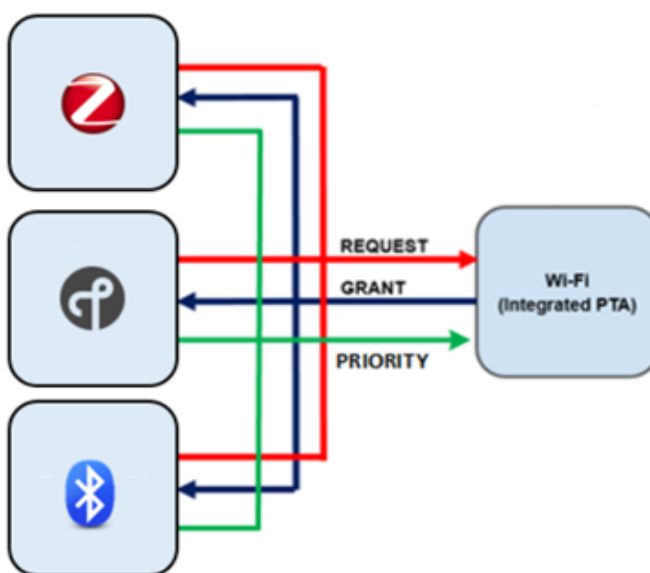 REQUEST
GRANT
PRIORITY
Wi-Fi
(Integrated PTA)